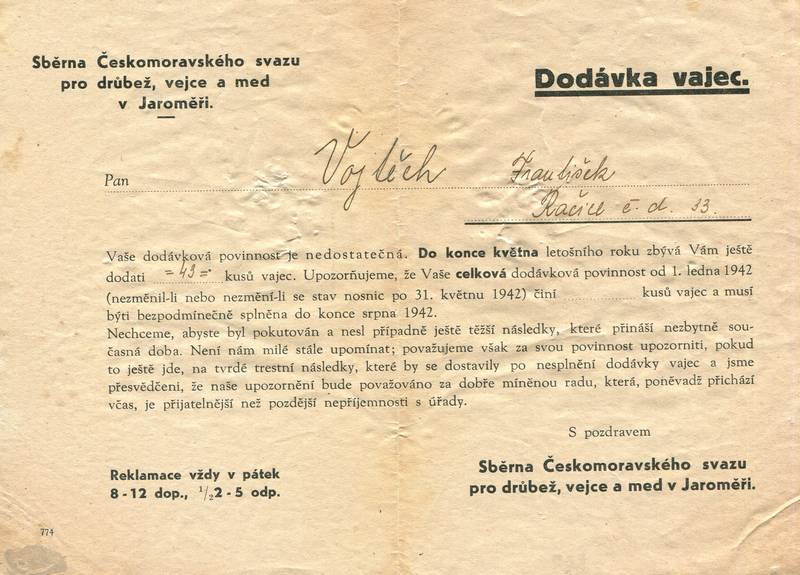 Sběrna Českomoravského svazu
pro drůbež, vejce a med
v Jaroměři.
Dodávka vajec.
Pan Vojtěch František
Račice č. d. 33.
Vaše dodávková povinnost je nedostatečná. Do konce května letošního roku zbývá Vám ještě
dodati =43=. kusů vajec. Upozorňujeme, že Vaše celková dodávková povinnost od 1. ledna 1942
(nezměnil-li nebo nezmění-li se stav nosnic po 31. květnu 1942) činí kusů vajec a musí
býti bezpodmínečně splněna do konce srpna 1942.
Nechceme, abyste byl pokutován a nesl případně ještě těžší následky, které přináší nezbytně sou-
časná doba. Není nám milé stále upomínat; považujeme však za svou povinnost upozorniti, pokud
to ještě jde, na tvrdé trestní následky, které by se dostavily po nesplnění dodávky vajec a jsme
přesvědčeni, že naše upozornění bude považováno za dobře míněnou radu, která, poněvadž přichází
včas, je přijatelnější než pozdější nepříjemnosti s úřady.
S pozdravem
Sběrna Českomoravského svazu
pro drůbež, vejce a med v Jaroměři.
Reklamace vždy v pátek
8-12 dop., ½2-5 odp.
774